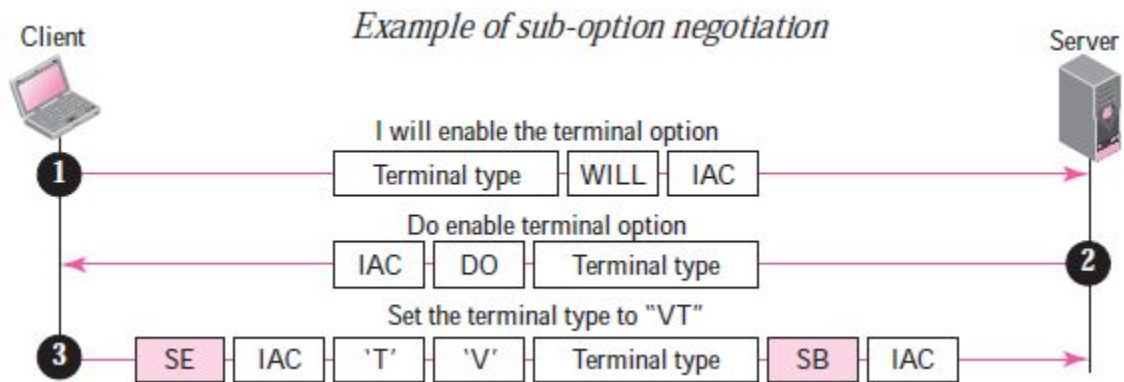 Example of sub-option negotiation
Client
Server
I will enable the terminal option
1 Terminal type WILL IAC
Do enable terminal option
IAC DO Terminal type 2
Set the terminal type to "VT"
3 SE IAC 'T' 'V' Terminal type SB IAC